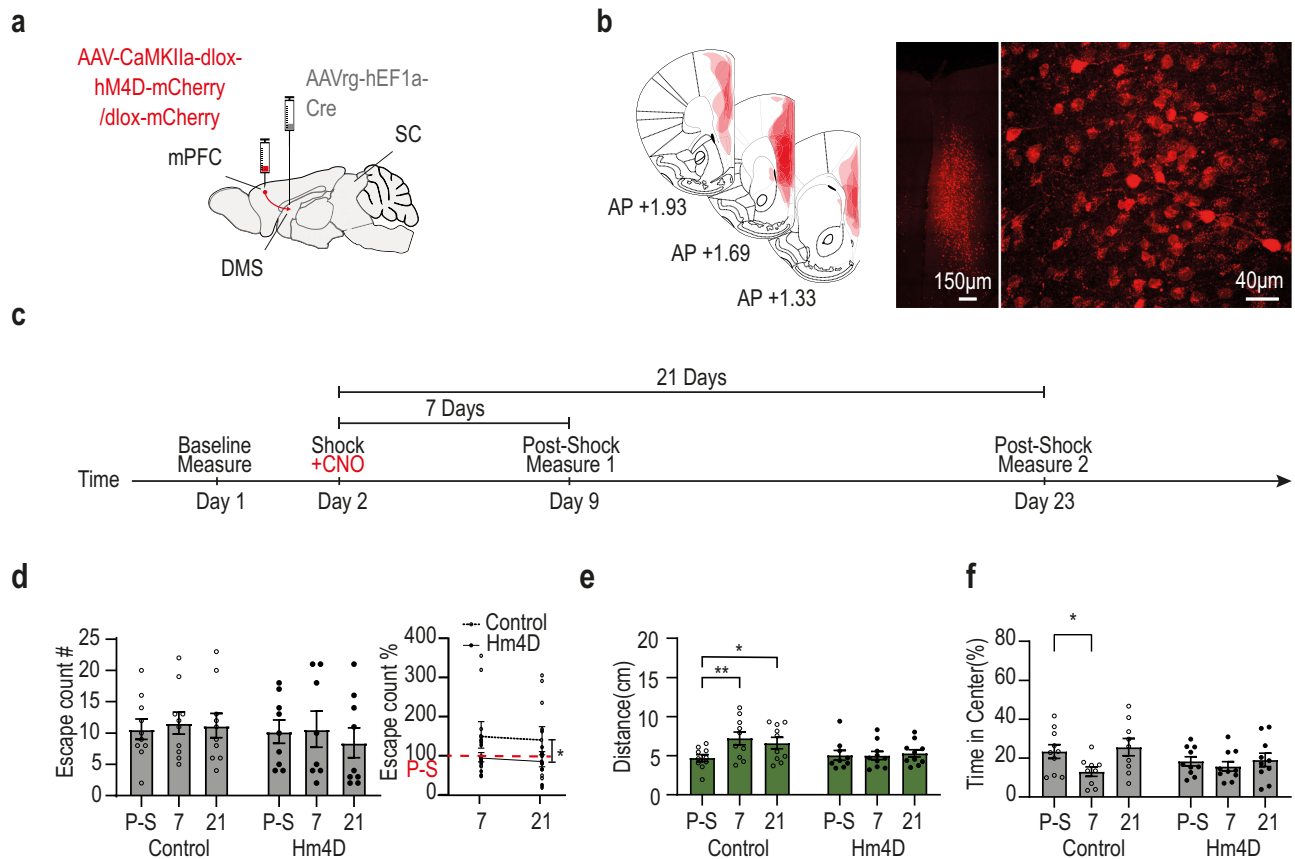 a
AAV-CaMKIIa-dlox-
hM4D-mCherry
/dlox-mCherry
AAVrg-hEF1a-
Cre
mPFC
SC
DMS
b
AP +1.93
AP +1.69
AP +1.33
150µm
40µm
c
21 Days
7 Days
Baseline
Measure
Shock
+CNO
Post-Shock
Measure 1
Post-Shock
Measure 2
Time
Day 1
Day 2
Day 9
Day 23
d
Escape count #
25
20
15
10
5
0
P-S 7 21 P-S 7 21
Control Hm4D
Control
Hm4D
Escape count %
400
300
200
100
P-S
0
*
7 21
e
Distance(cm)
20
15
10
5
0
**
*
P-S 7 21 P-S 7 21
Control Hm4D
f
Time in Center(%)
80
60
40
20
0
*
P-S 7 21 P-S 7 21
Control Hm4D